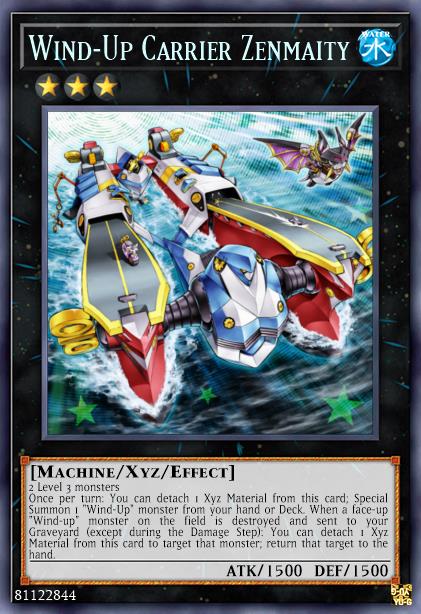 WIND-UP CARRIER ZENMAITY
WATER
水
[MACHINE/XYZ/EFFECT]
2 Level 3 monsters
Once per turn: You can detach 1 Xyz Material from this card; Special
Summon 1 "Wind-Up" monster from your hand or Deck. When a face-up
"Wind-up" monster on the field is destroyed and sent to your
Graveyard (except during the Damage Step): You can detach 1 Xyz
Material from this card to target that monster; return that target to the
hand.
ATK/1500 DEF/1500
81122844